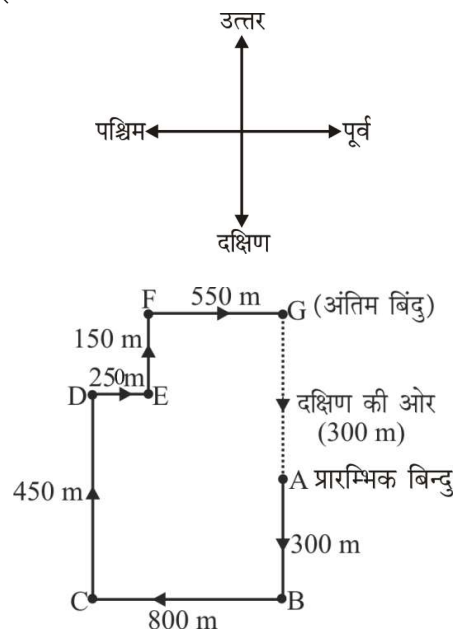 उत्तर
पश्चिम
पूर्व
दक्षिण
F
550 m
G (अंतिम बिंदु)
150 m
250m
D
E
दक्षिण की ओर
(300 m)
A प्रारम्भिक बिन्दु
450 m
300 m
C
B
800 m